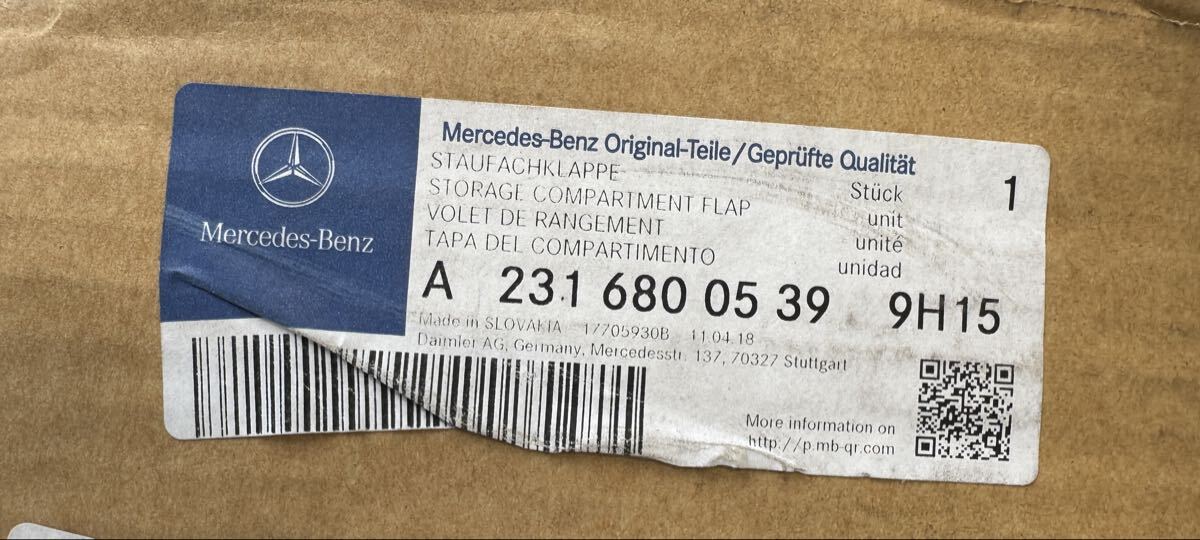 Mercedes-Benz
Mercedes-Benz Original-Teile/Geprüfte Qualität
STAUFACHKLAPPE
STORAGE COMPARTMENT FLAP
VOLET DE RANGEMENT
TAPA DEL COMPARTIMENTO
Stück
unit
unité
unidad
1
A 231 680 05 39 9H15
Made in SLOVAKIA 17705930B 11.04.18
Daimler AG, Germany, Mercedesstr. 137, 70327 Stuttgart
More information on
http://p.mb-qr.com